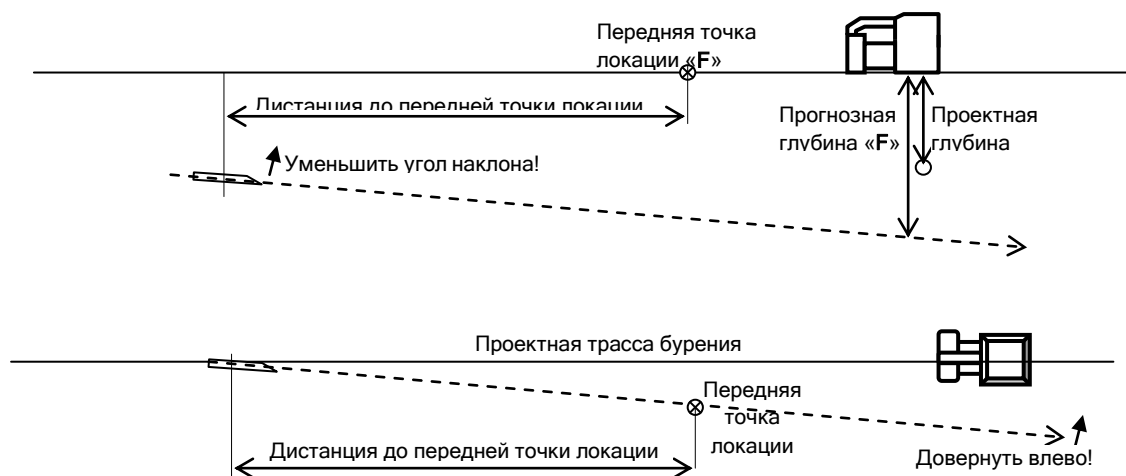 Передняя точка
локации «F»
Дистанция до передней точки локации
Прогнозная
глубина «F»
Проектная
глубина
Уменьшить угол наклона!
Проектная трасса бурения
Передняя
точка
локации
Дистанция до передней точки локации
Довернуть влево!